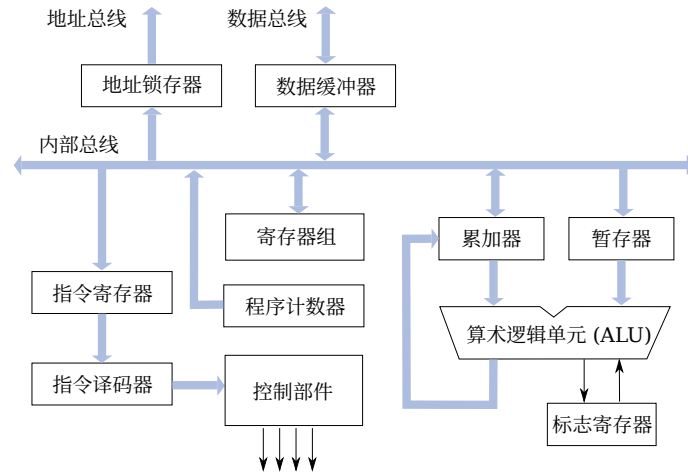 地址总线
数据总线
地址锁存器
数据缓冲器
内部总线
寄存器组
累加器
暂存器
指令寄存器
程序计数器
算术逻辑单元 (ALU)
指令译码器
控制部件
标志寄存器